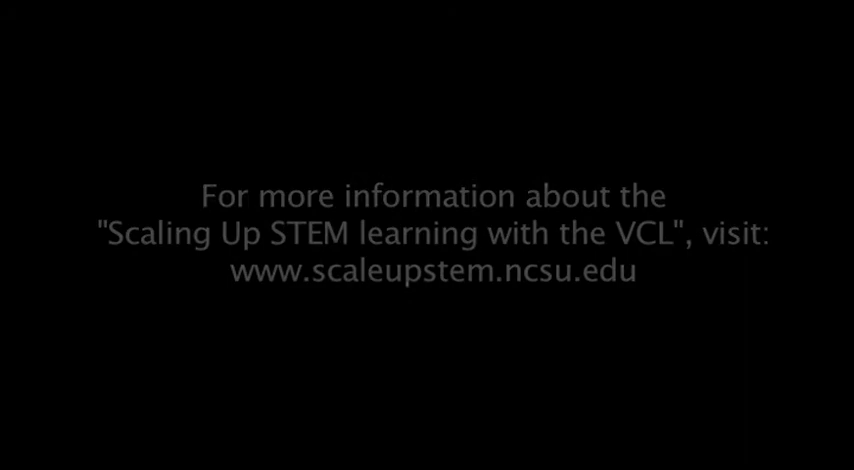 For more information about the
"Scaling Up STEM learning with the VCL", visit:
www.scaleupstem.ncsu.edu